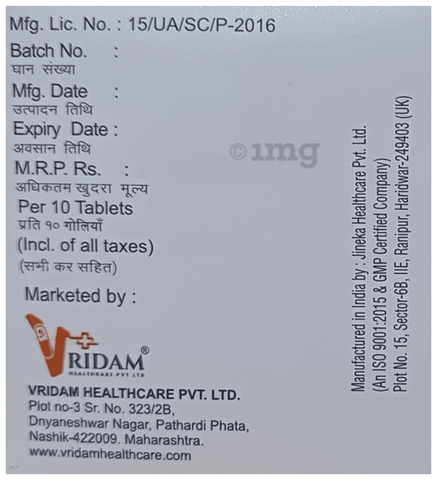 Mfg. Lic. No. : 15/UA/SC/P-2016
Batch No. :
घान संख्या
Mfg. Date :
उत्पादन तिथि
Expiry Date :
अवसान तिथि
M.R.P. Rs. :
अधिकतम खुदरा मूल्य
Per 10 Tablets
प्रति १० गोलियाँ
(Incl. of all taxes)
(सभी कर सहित)
Marketed by :
VRIDAM®
HEALTHCARE PVT LTD
VRIDAM HEALTHCARE PVT. LTD.
Plot no-3 Sr. No. 323/2B,
Dnyaneshwar Nagar, Pathardi Phata,
Nashik-422009. Maharashtra.
www.vridamhealthcare.com
©1mg
Manufactured in India by : Jineka Healthcare Pvt. Ltd.
(An ISO 9001:2015 & GMP Certified Company)
Plot No. 15, Sector-6B, IIE, Ranipur, Haridwar-249403 (UK)